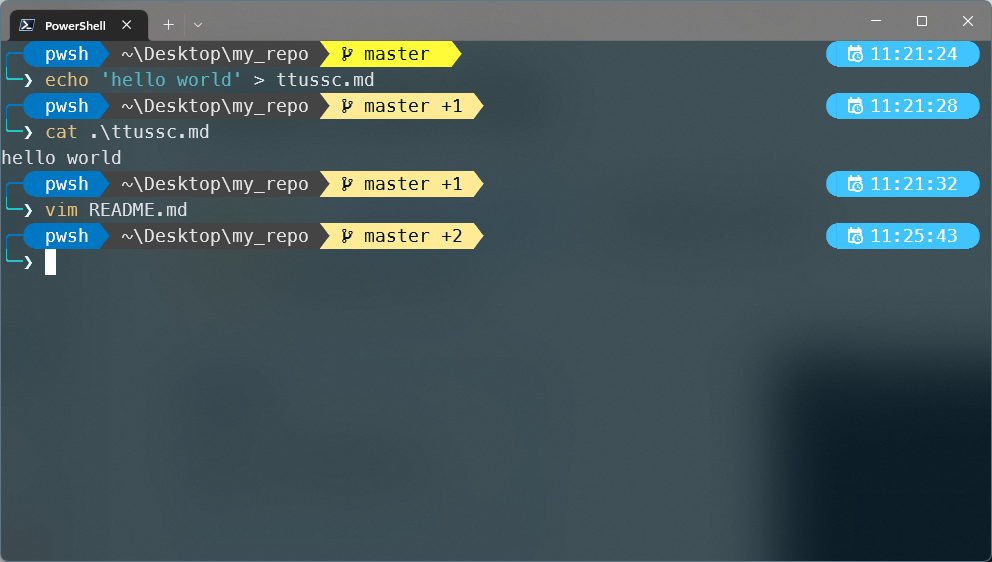 PowerShell
pwsh ~\Desktop\my_repo master 11:21:24
❯ echo 'hello world' > ttussc.md
pwsh ~\Desktop\my_repo master +1 11:21:28
❯ cat .\ttussc.md
hello world
pwsh ~\Desktop\my_repo master +1 11:21:32
❯ vim README.md
pwsh ~\Desktop\my_repo master +2 11:25:43
❯